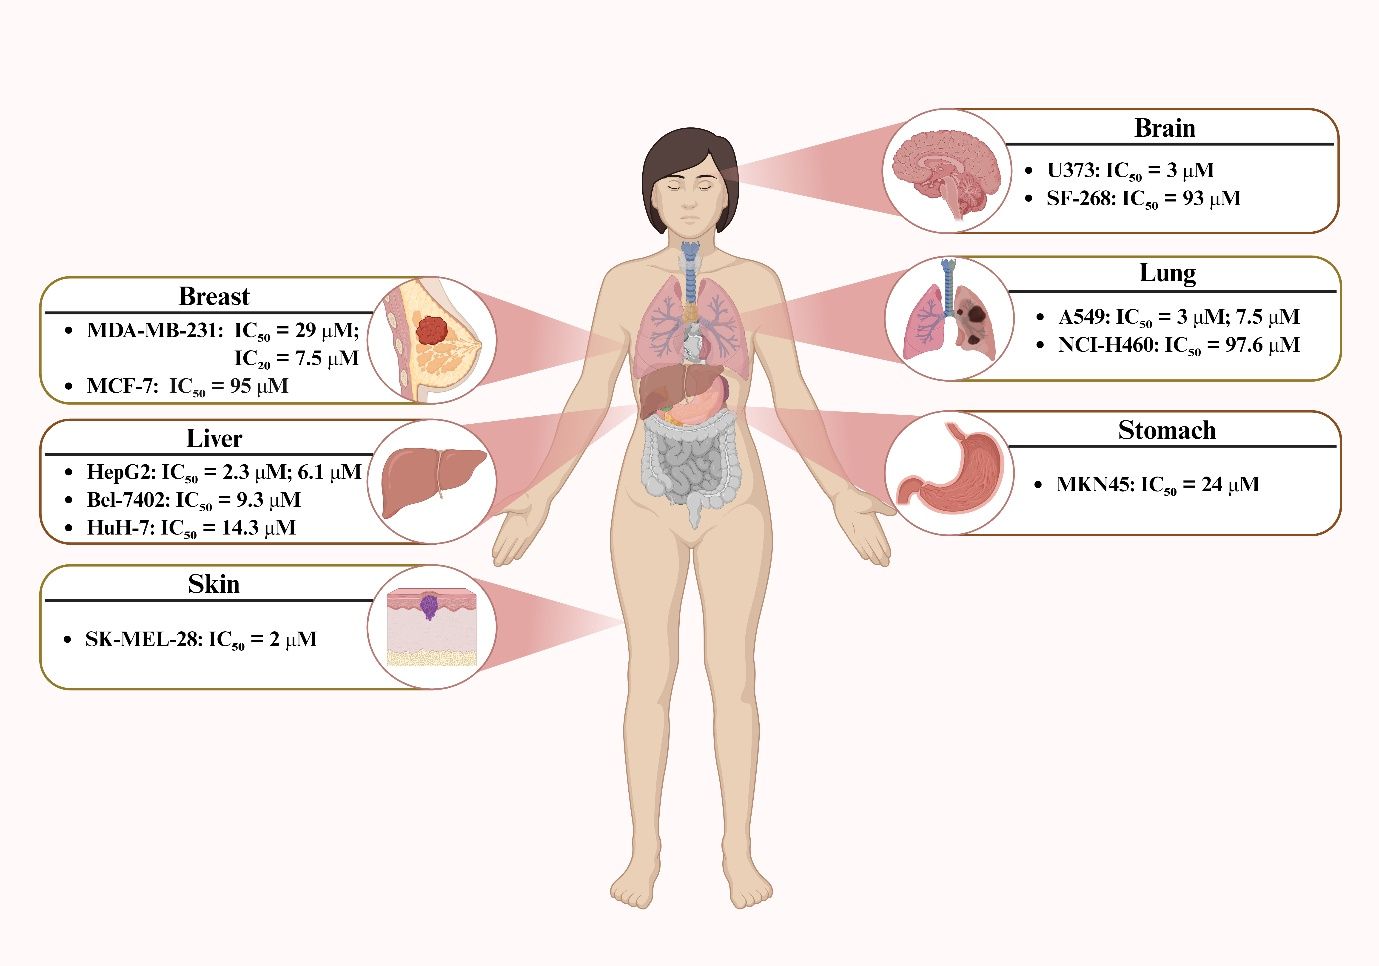 Brain
• U373: IC₅₀ = 3 µM
• SF-268: IC₅₀ = 93 µM
Lung
• A549: IC₅₀ = 3 µM; 7.5 µM
• NCI-H460: IC₅₀ = 97.6 µM
Stomach
• MKN45: IC₅₀ = 24 µM
Breast
• MDA-MB-231: IC₅₀ = 29 µM;
IC₂₀ = 7.5 µM
• MCF-7: IC₅₀ = 95 µM
Liver
• HepG2: IC₅₀ = 2.3 µM; 6.1 µM
• Bel-7402: IC₅₀ = 9.3 µM
• HuH-7: IC₅₀ = 14.3 µM
Skin
• SK-MEL-28: IC₅₀ = 2 µM